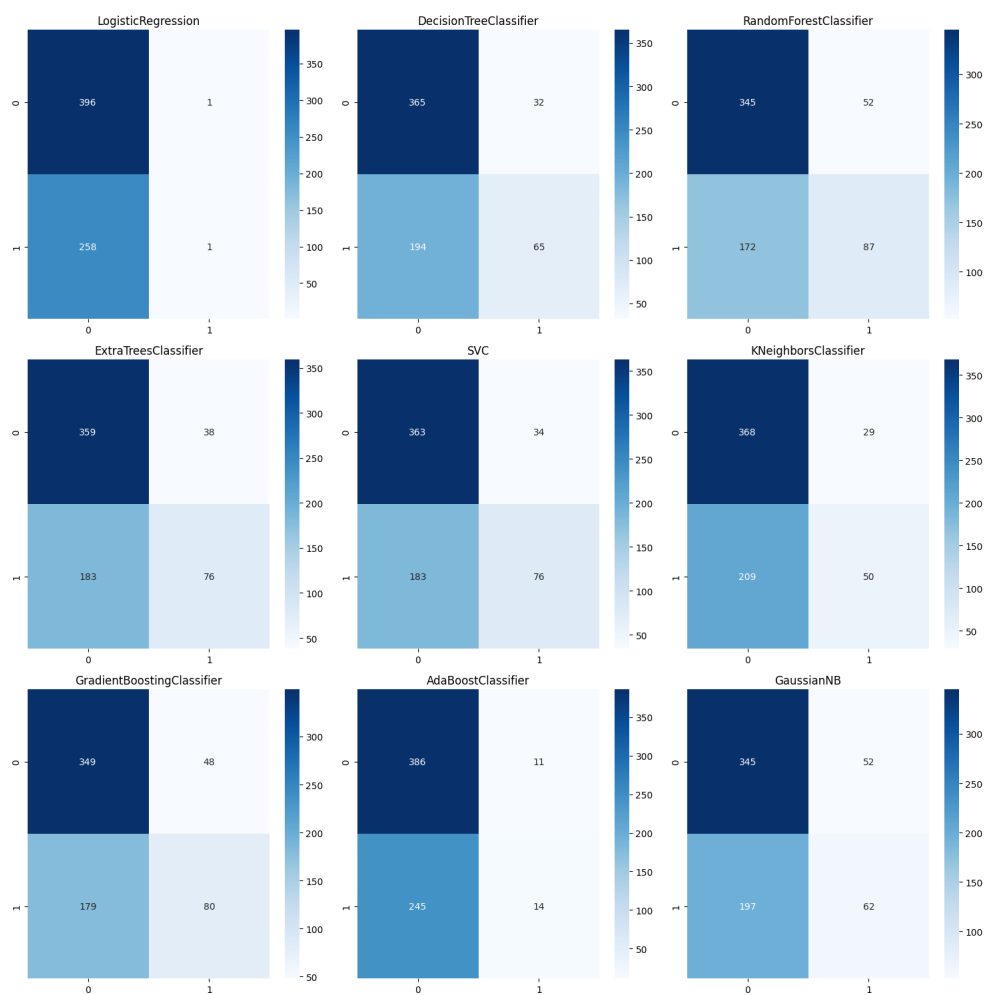 LogisticRegression
0 396 1
1 258 1
0 1
350
300
250
200
150
100
50
DecisionTreeClassifier
0 365 32
1 194 65
0 1
350
300
250
200
150
100
50
RandomForestClassifier
0 345 52
1 172 87
0 1
300
250
200
150
100
ExtraTreesClassifier
0 359 38
1 183 76
0 1
350
300
250
200
150
100
50
SVC
0 363 34
1 183 76
0 1
350
300
250
200
150
100
50
KNeighborsClassifier
0 368 29
1 209 50
0 1
350
300
250
200
150
100
50
GradientBoostingClassifier
0 349 48
1 179 80
0 1
300
250
200
150
100
50
AdaBoostClassifier
0 386 11
1 245 14
0 1
350
300
250
200
150
100
50
GaussianNB
0 345 52
1 197 62
0 1
300
250
200
150
100